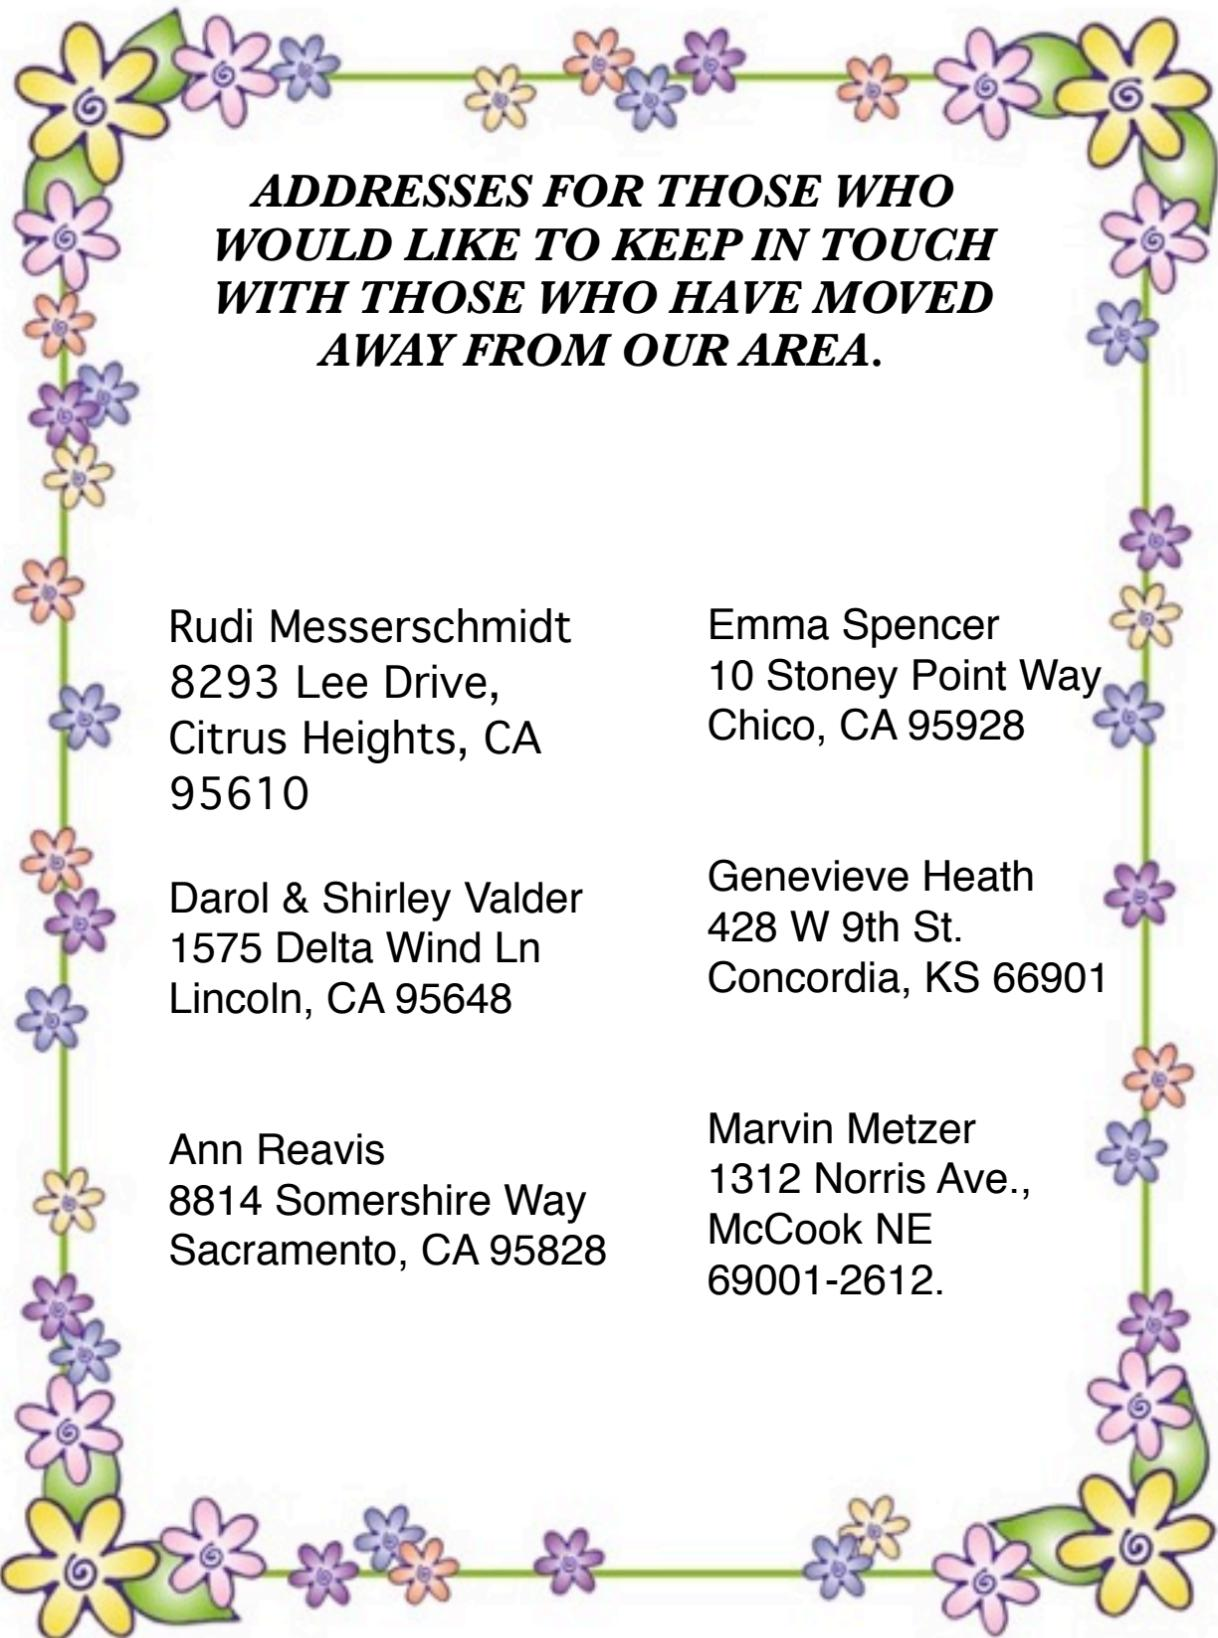 ADDRESSES FOR THOSE WHO
WOULD LIKE TO KEEP IN TOUCH
WITH THOSE WHO HAVE MOVED
AWAY FROM OUR AREA.
Rudi Messerschmidt
8293 Lee Drive,
Citrus Heights, CA
95610
Darol & Shirley Valder
1575 Delta Wind Ln
Lincoln, CA 95648
Ann Reavis
8814 Somershire Way
Sacramento, CA 95828
Emma Spencer
10 Stoney Point Way
Chico, CA 95928
Genevieve Heath
428 W 9th St.
Concordia, KS 66901
Marvin Metzer
1312 Norris Ave.,
McCook NE
69001-2612.